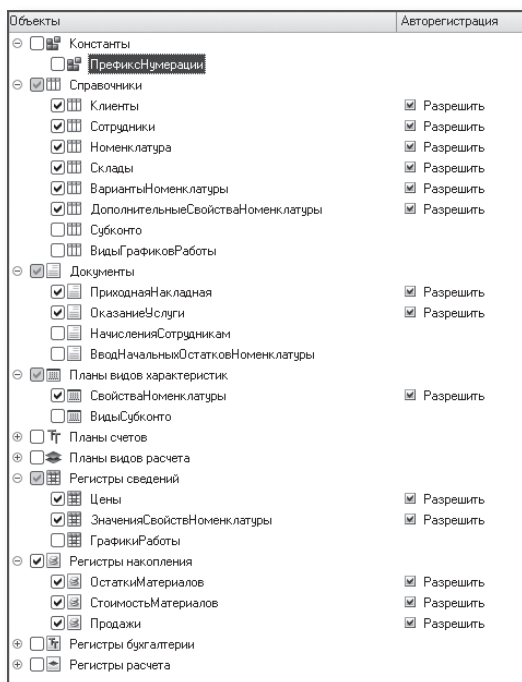 Объекты Авторегистрация
Константы
ПрефиксНумерации
Справочники
Клиенты Разрешить
Сотрудники Разрешить
Номенклатура Разрешить
Склады Разрешить
ВариантыНоменклатуры Разрешить
ДополнительныеСвойстваНоменклатуры Разрешить
Субконто
ВидыГрафиковРаботы
Документы
ПриходнаяНакладная Разрешить
ОказаниеУслуги Разрешить
НачисленияСотрудникам
ВводНачальныхОстатковНоменклатуры
Планы видов характеристик
СвойстваНоменклатуры Разрешить
ВидыСубконто
Планы счетов
Планы видов расчета
Регистры сведений
Цены Разрешить
ЗначенияСвойствНоменклатуры Разрешить
ГрафикиРаботы
Регистры накопления
ОстаткиМатериалов Разрешить
СтоимостьМатериалов Разрешить
Продажи Разрешить
Регистры бухгалтерии
Регистры расчета